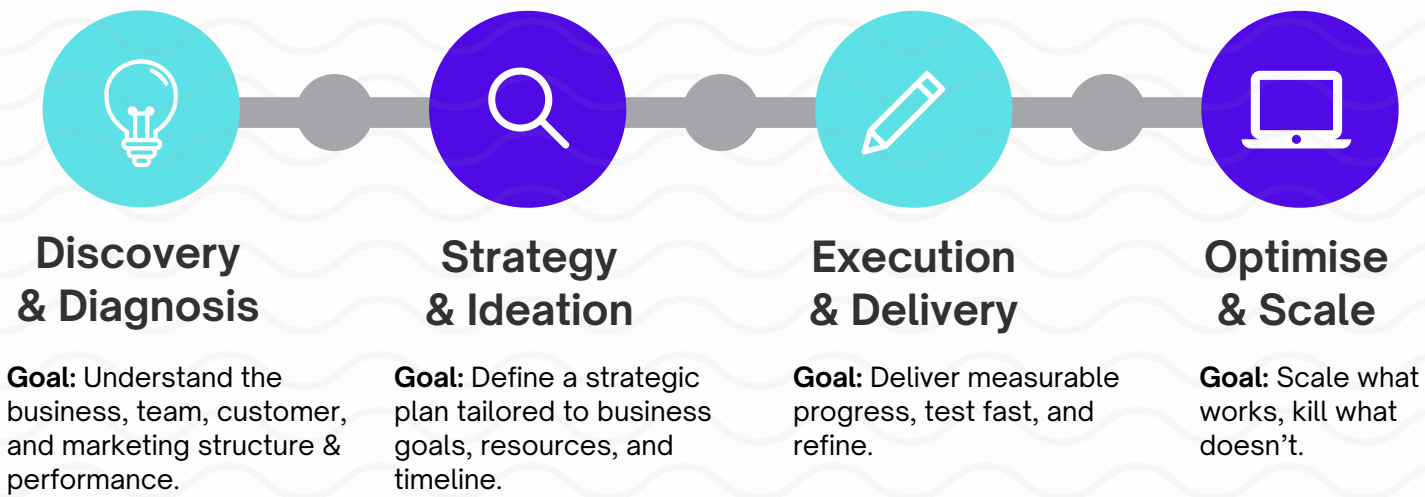 Discovery
& Diagnosis
Goal: Understand the
business, team, customer,
and marketing structure &
performance.
Strategy
& Ideation
Goal: Define a strategic
plan tailored to business
goals, resources, and
timeline.
Execution
& Delivery
Goal: Deliver measurable
progress, test fast, and
refine.
Optimise
& Scale
Goal: Scale what
works, kill what
doesn’t.